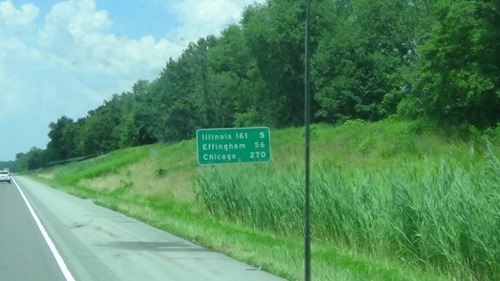 Illinois 161 5
Effingham 56
Chicago 270